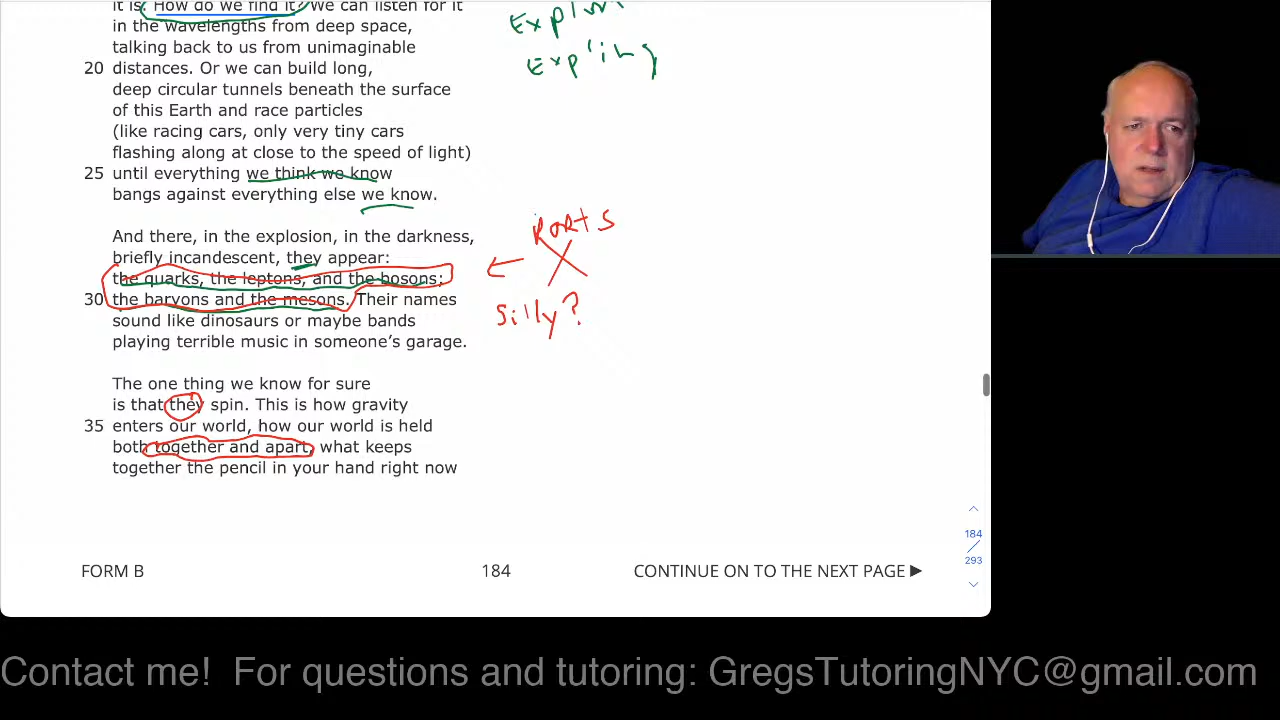 it is. How do we find it? We can listen for it
in the wavelengths from deep space,
talking back to us from unimaginable
20 distances. Or we can build long,
deep circular tunnels beneath the surface
of this Earth and race particles
(like racing cars, only very tiny cars
flashing along at close to the speed of light)
25 until everything we think we know
bangs against everything else we know.
And there, in the explosion, in the darkness,
briefly incandescent, they appear:
the quarks, the leptons, and the bosons;
30 the baryons and the mesons. Their names
sound like dinosaurs or maybe bands
playing terrible music in someone's garage.
The one thing we know for sure
is that they spin. This is how gravity
35 enters our world, how our world is held
both together and apart, what keeps
together the pencil in your hand right now
Silly?
184
293
FORM B 184 CONTINUE ON TO THE NEXT PAGE ▶
Contact me! For questions and tutoring: GregsTutoringNYC@gmail.com